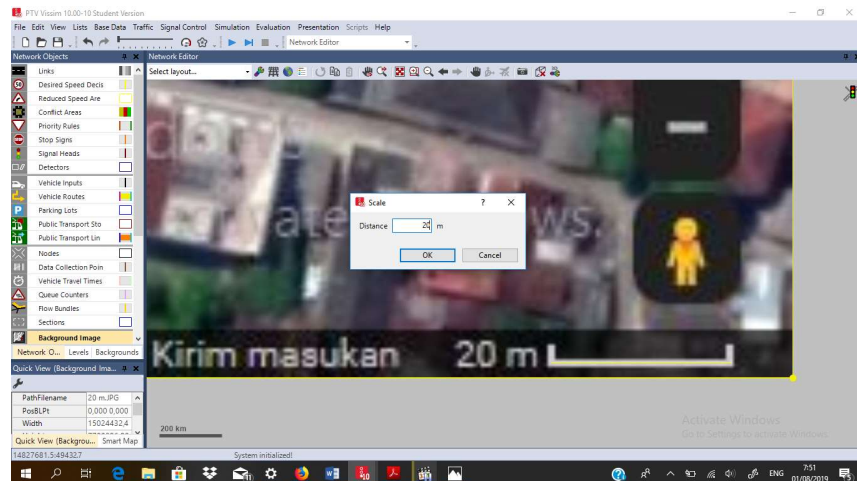 PTV Vissim 10.00-10 Student Version
File Edit View Lists Base Data Traffic Signal Control Simulation Evaluation Presentation Scripts Help
Network Editor
Network Objects
Network Editor
Select layout...
Links
Desired Speed Decis
Reduced Speed Are
Conflict Areas
Priority Rules
Stop Signs
Signal Heads
Detectors
Vehicle Inputs
Vehicle Routes
Parking Lots
Public Transport Sto
Public Transport Lin
Nodes
Data Collection Poin
Vehicle Travel Times
Queue Counters
Flow Bundles
Sections
Background Image
Network O... Levels Backgrounds
Scale ? X
Distance 20 m
OK Cancel
Kirim masukan 20 m
Quick View (Background Ima...
PathFilename 20 m.JPG
PosBLPt 0,000 0,000
Width 15024432,4
Quick View (Backgrou... Smart Map
200 km
Activate Windows
Go to Settings to activate Windows.
14827681.5:49432,7 System initialized!
ENG
7:51
01/08/2019